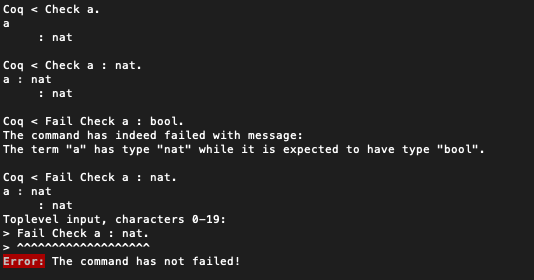 Coq < Check a.
a
     : nat

Coq < Check a : nat.
a : nat
     : nat

Coq < Fail Check a : bool.
The command has indeed failed with message:
The term "a" has type "nat" while it is expected to have type "bool".

Coq < Fail Check a : nat.
a : nat
     : nat
Toplevel input, characters 0-19:
> Fail Check a : nat.
> ^^^^^^^^^^^^^^^^^^^
Error: The command has not failed!